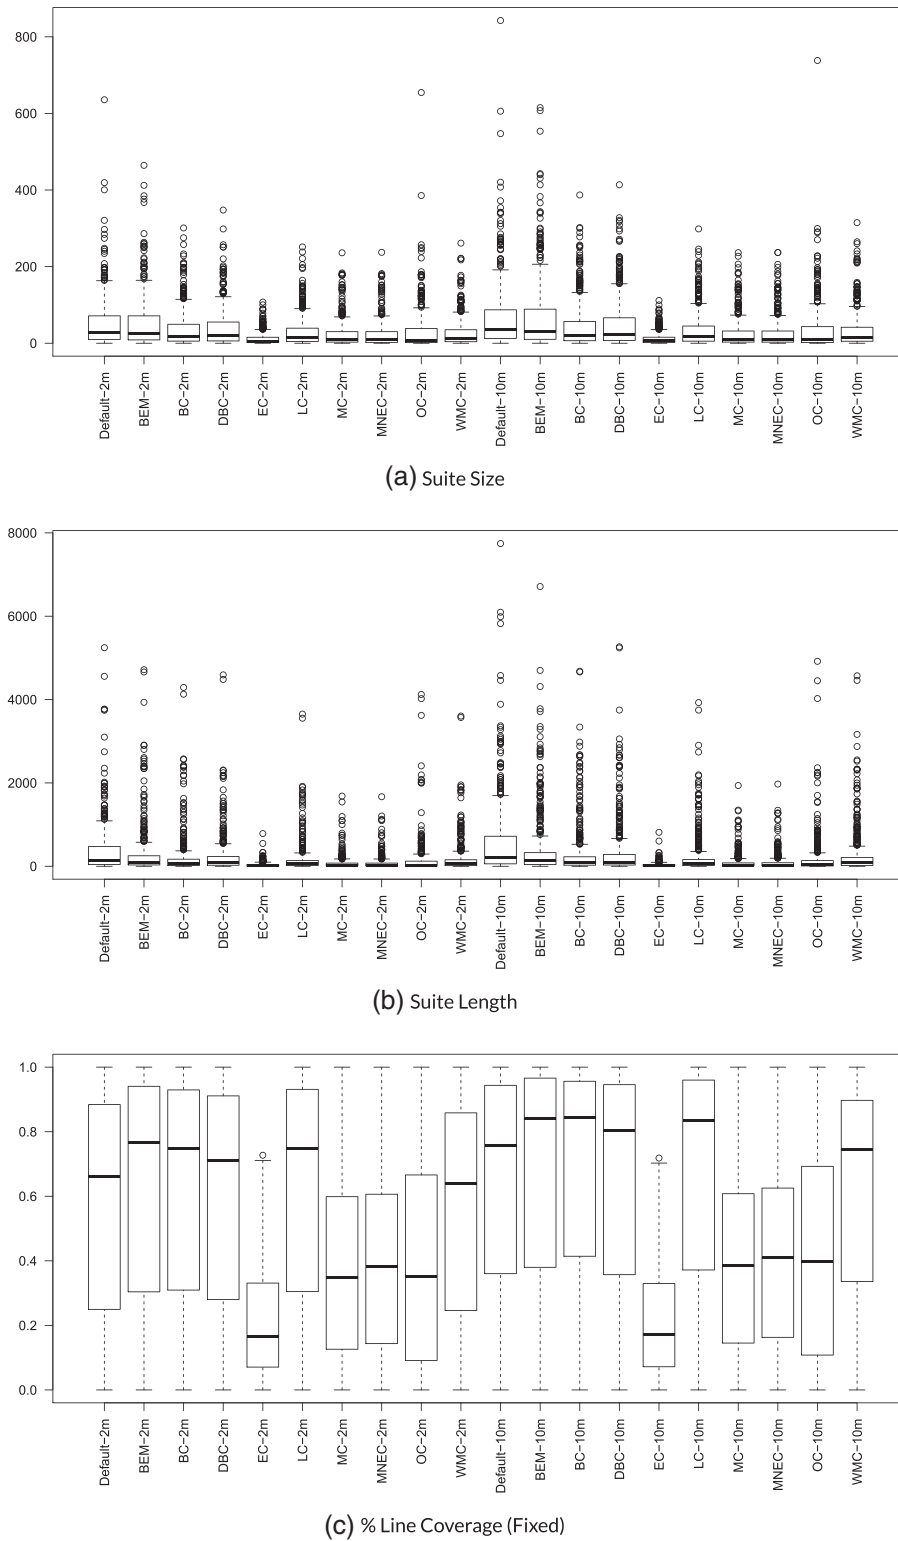 800
600
400
200
0
Default−2m
BEM−2m
BC−2m
DBC−2m
EC−2m
LC−2m
MC−2m
MNEC−2m
OC−2m
WMC−2m
Default−10m
BEM−10m
BC−10m
DBC−10m
EC−10m
LC−10m
MC−10m
MNEC−10m
OC−10m
WMC−10m
(a) Suite Size
8000
6000
4000
2000
0
Default−2m
BEM−2m
BC−2m
DBC−2m
EC−2m
LC−2m
MC−2m
MNEC−2m
OC−2m
WMC−2m
Default−10m
BEM−10m
BC−10m
DBC−10m
EC−10m
LC−10m
MC−10m
MNEC−10m
OC−10m
WMC−10m
(b) Suite Length
1.0
0.8
0.6
0.4
0.2
0.0
Default−2m
BEM−2m
BC−2m
DBC−2m
EC−2m
LC−2m
MC−2m
MNEC−2m
OC−2m
WMC−2m
Default−10m
BEM−10m
BC−10m
DBC−10m
EC−10m
LC−10m
MC−10m
MNEC−10m
OC−10m
WMC−10m
(c) % Line Coverage (Fixed)